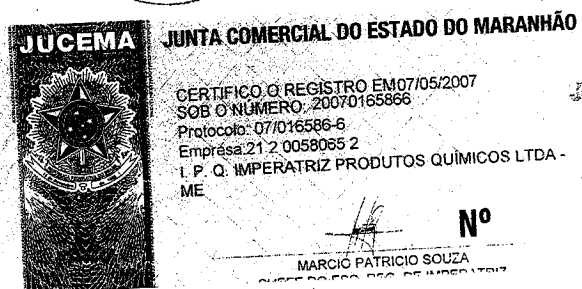 JUCEMA
JUNTA COMERCIAL DO ESTADO DO MARANHÃO
CERTIFICO O REGISTRO EM07/05/2007
SOB O NÚMERO: 20070165866
Protocolo: 07/016586-6
Empresa:21 2 0058065 2
I. P. Q. IMPERATRIZ PRODUTOS QUÍMICOS LTDA -
ME
Nº
MARCIO PATRICIO SOUZA